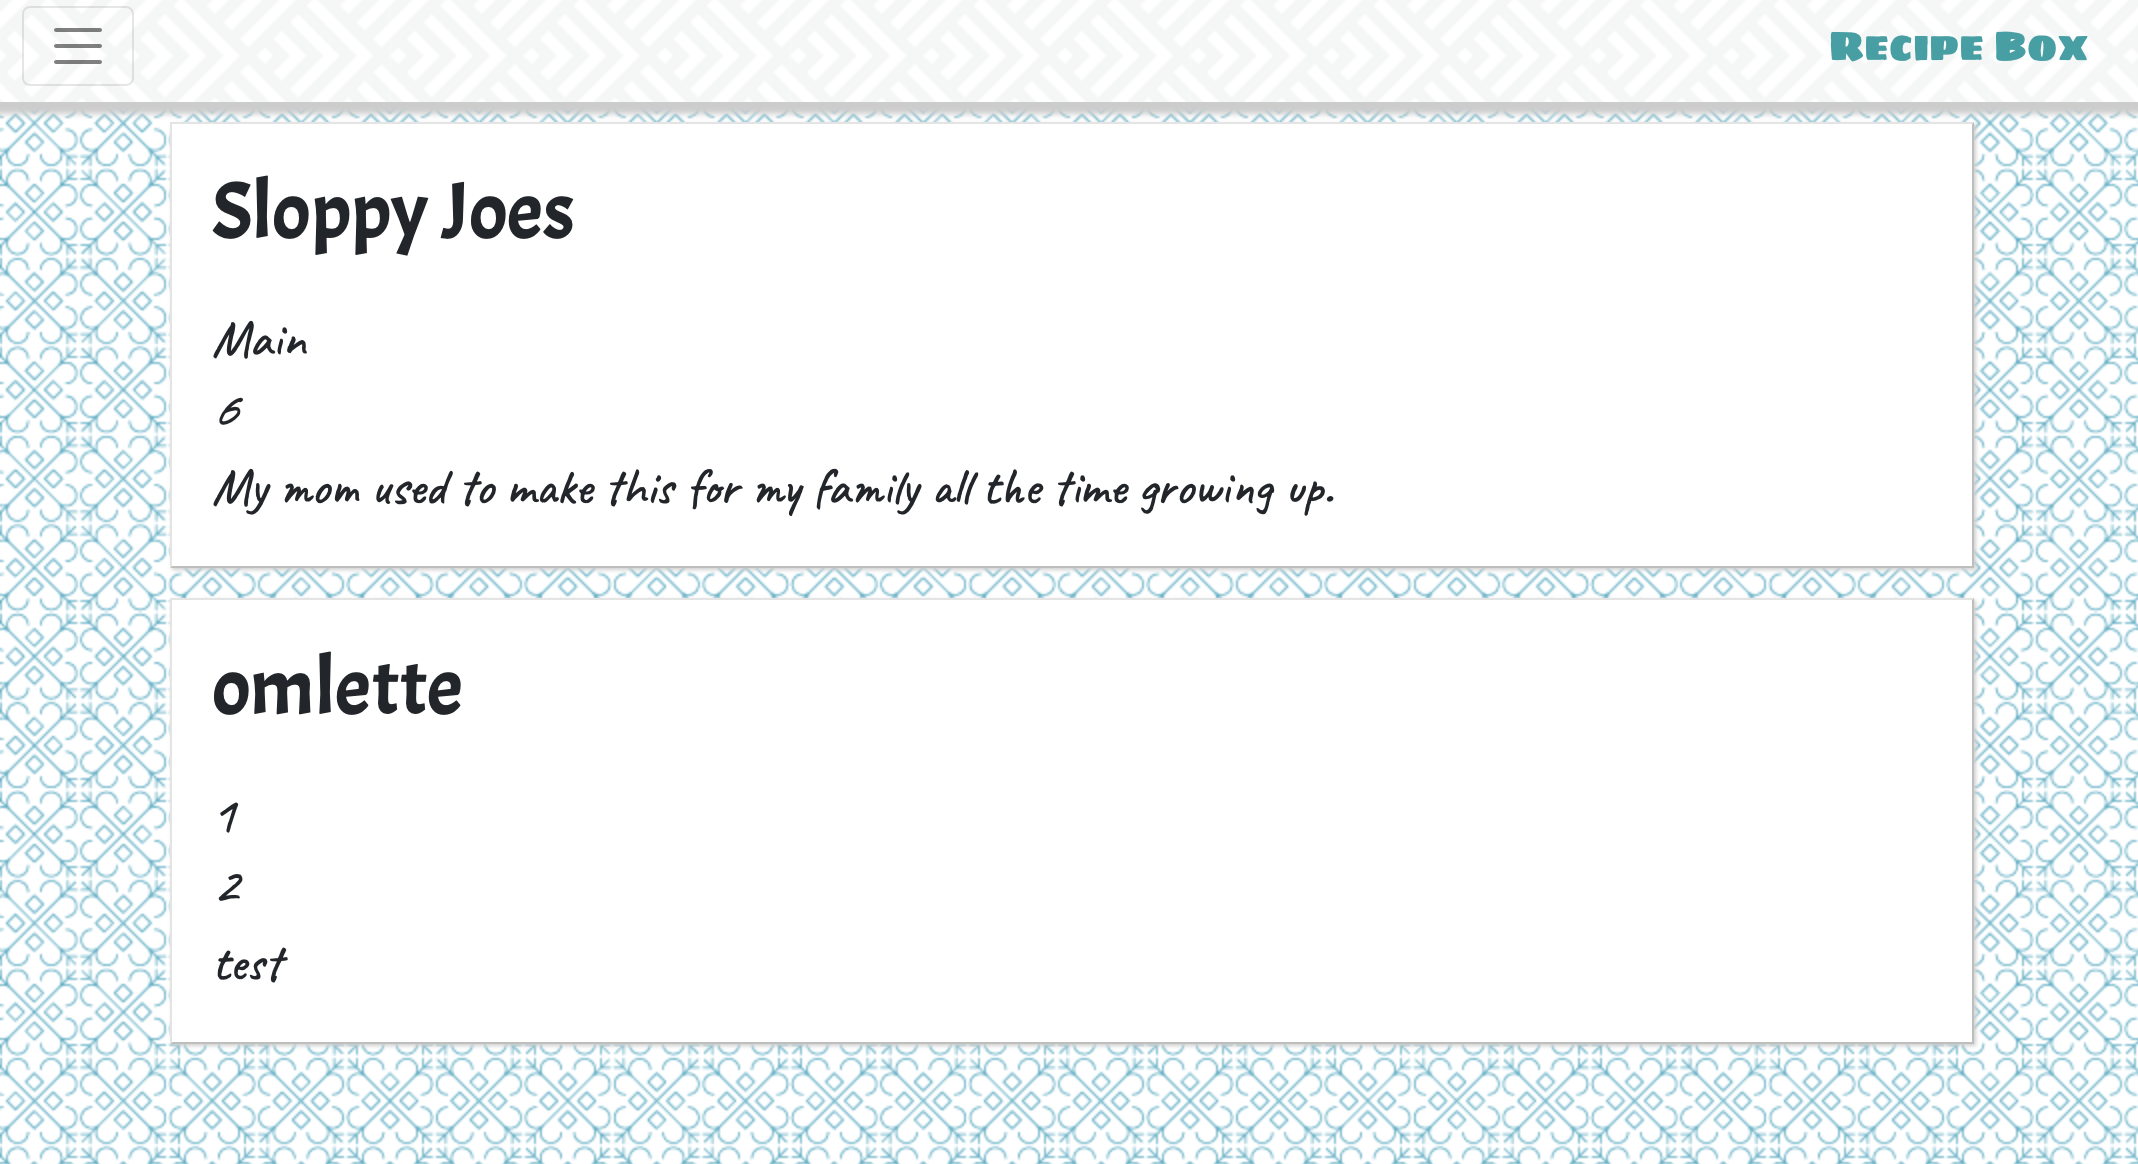 Recipe Box
Sloppy Joes
Main
6
My mom used to make this for my family all the time growing up.
omlette
1
2
test